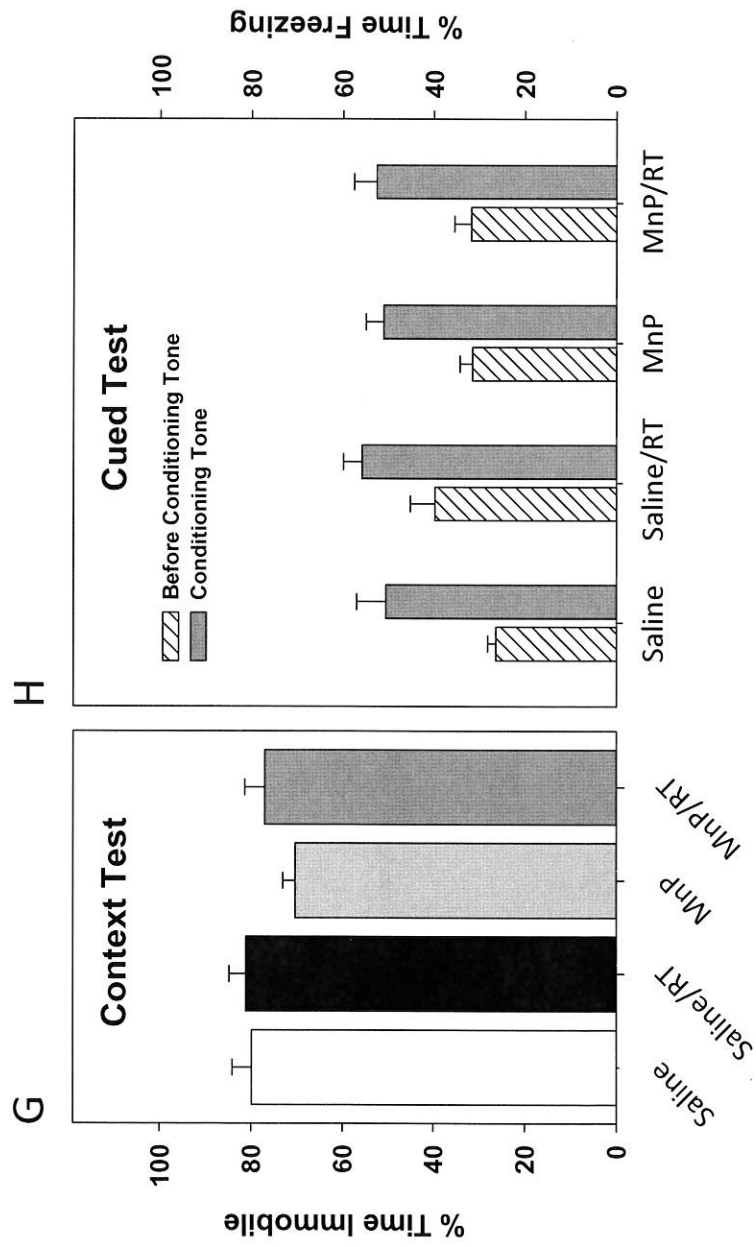 G
Context Test
% Time Immobile
100
80
60
40
20
0
Saline
Saline/RT
MnP
MnP/RT
H
Cued Test
Before Conditioning Tone
Conditioning Tone
% Time Freezing
100
80
60
40
20
0
Saline
Saline/RT
MnP
MnP/RT